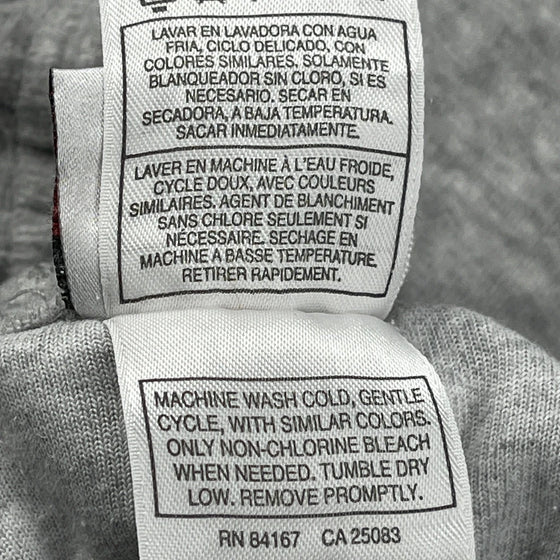 LAVAR EN LAVADORA CON AGUA
FRIA, CICLO DELICADO, CON
COLORES SIMILARES. SOLAMENTE
BLANQUEADOR SIN CLORO, SI ES
NECESARIO. SECAR EN
SECADORA, A BAJA TEMPERATURA.
SACAR INMEDIATAMENTE.
LAVER EN MACHINE À L'EAU FROIDE,
CYCLE DOUX, AVEC COULEURS
SIMILAIRES. AGENT DE BLANCHIMENT
SANS CHLORE SEULEMENT SI
NÉCESSAIRE. SECHAGE EN
MACHINE A BASSE TEMPERATURE.
RETIRER RAPIDEMENT.
MACHINE WASH COLD, GENTLE
CYCLE, WITH SIMILAR COLORS.
ONLY NON-CHLORINE BLEACH
WHEN NEEDED. TUMBLE DRY
LOW. REMOVE PROMPTLY.
RN 84167 CA 25083